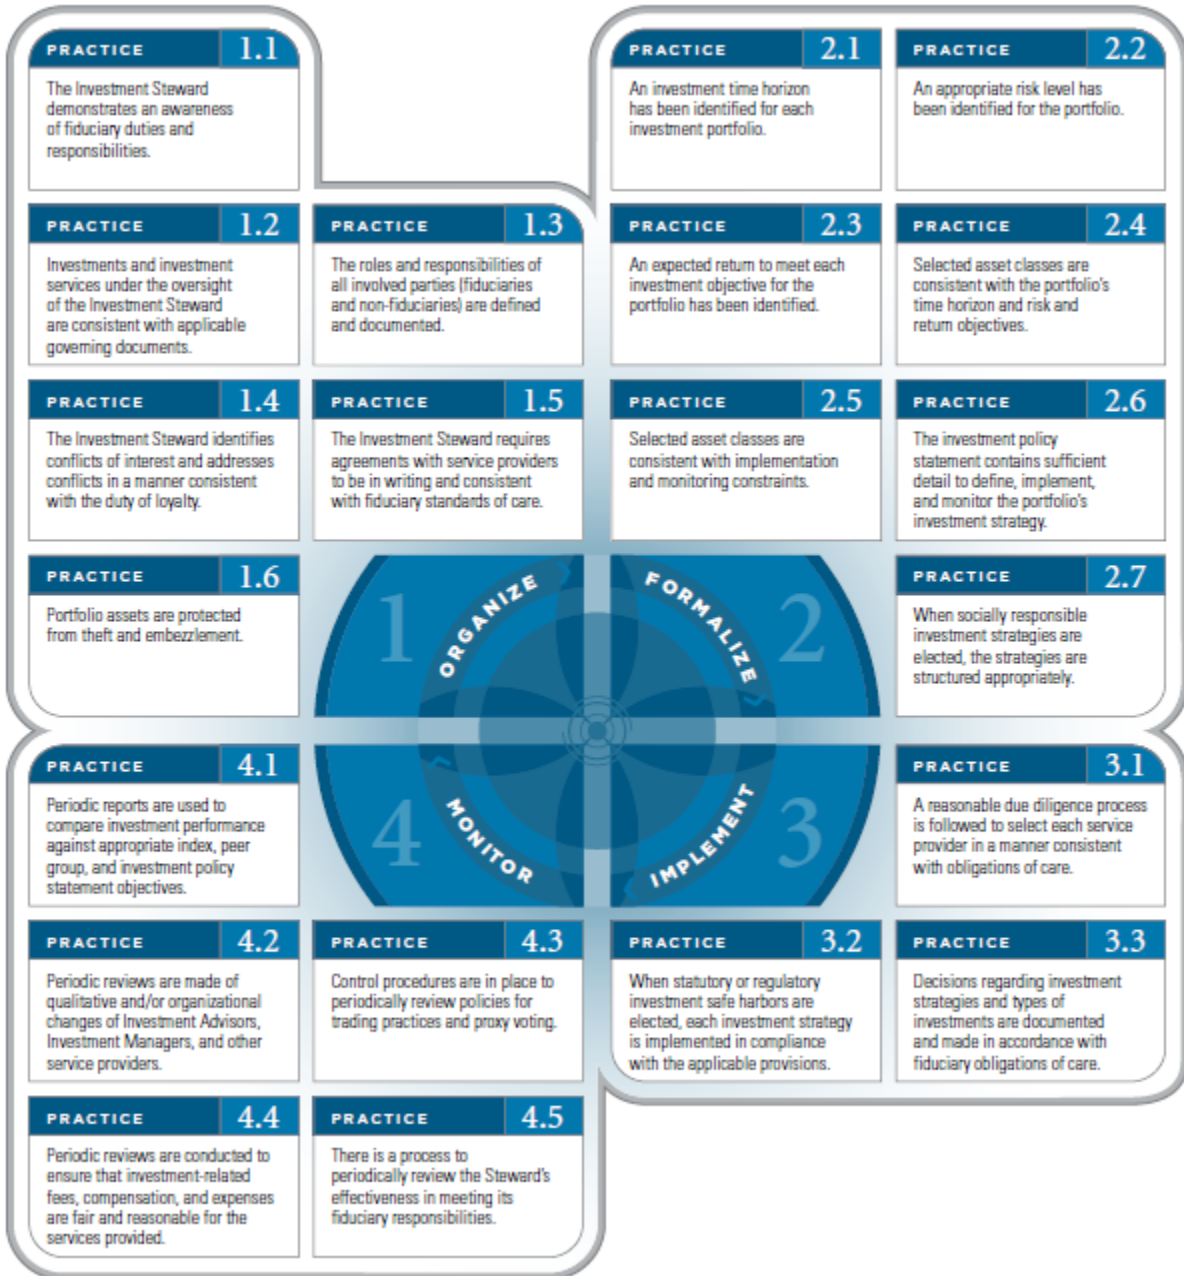 PRACTICE 1.1
The Investment Steward
demonstrates an awareness
of fiduciary duties and
responsibilities.
PRACTICE 1.2
Investments and investment
services under the oversight
of the Investment Steward
are consistent with applicable
governing documents.
PRACTICE 1.3
The roles and responsibilities of
all involved parties (fiduciaries
and non-fiduciaries) are defined
and documented.
PRACTICE 1.4
The Investment Steward identifies
conflicts of interest and addresses
conflicts in a manner consistent
with the duty of loyalty.
PRACTICE 1.5
The Investment Steward requires
agreements with service providers
to be in writing and consistent
with fiduciary standards of care.
PRACTICE 1.6
Portfolio assets are protected
from theft and embezzlement.
1 ORGANIZE
PRACTICE 2.1
An investment time horizon
has been identified for each
investment portfolio.
PRACTICE 2.2
An appropriate risk level has
been identified for the portfolio.
PRACTICE 2.3
An expected return to meet each
investment objective for the
portfolio has been identified.
PRACTICE 2.4
Selected asset classes are
consistent with the portfolio's
time horizon and risk and
return objectives.
PRACTICE 2.5
Selected asset classes are
consistent with implementation
and monitoring constraints.
PRACTICE 2.6
The investment policy
statement contains sufficient
detail to define, implement,
and monitor the portfolio's
investment strategy.
FORMALIZE 2
PRACTICE 2.7
When socially responsible
investment strategies are
elected, the strategies are
structured appropriately.
IMPLEMENT 3
PRACTICE 3.1
A reasonable due diligence process
is followed to select each service
provider in a manner consistent
with obligations of care.
PRACTICE 3.2
When statutory or regulatory
investment safe harbors are
elected, each investment strategy
is implemented in compliance
with the applicable provisions.
PRACTICE 3.3
Decisions regarding investment
strategies and types of
investments are documented
and made in accordance with
fiduciary obligations of care.
PRACTICE 4.1
Periodic reports are used to
compare investment performance
against appropriate index, peer
group, and investment policy
statement objectives.
4 MONITOR
PRACTICE 4.2
Periodic reviews are made of
qualitative and/or organizational
changes of Investment Advisors,
Investment Managers, and other
service providers.
PRACTICE 4.3
Control procedures are in place to
periodically review policies for
trading practices and proxy voting.
PRACTICE 4.4
Periodic reviews are conducted to
ensure that investment-related
fees, compensation, and expenses
are fair and reasonable for the
services provided.
PRACTICE 4.5
There is a process to
periodically review the Steward's
effectiveness in meeting its
fiduciary responsibilities.